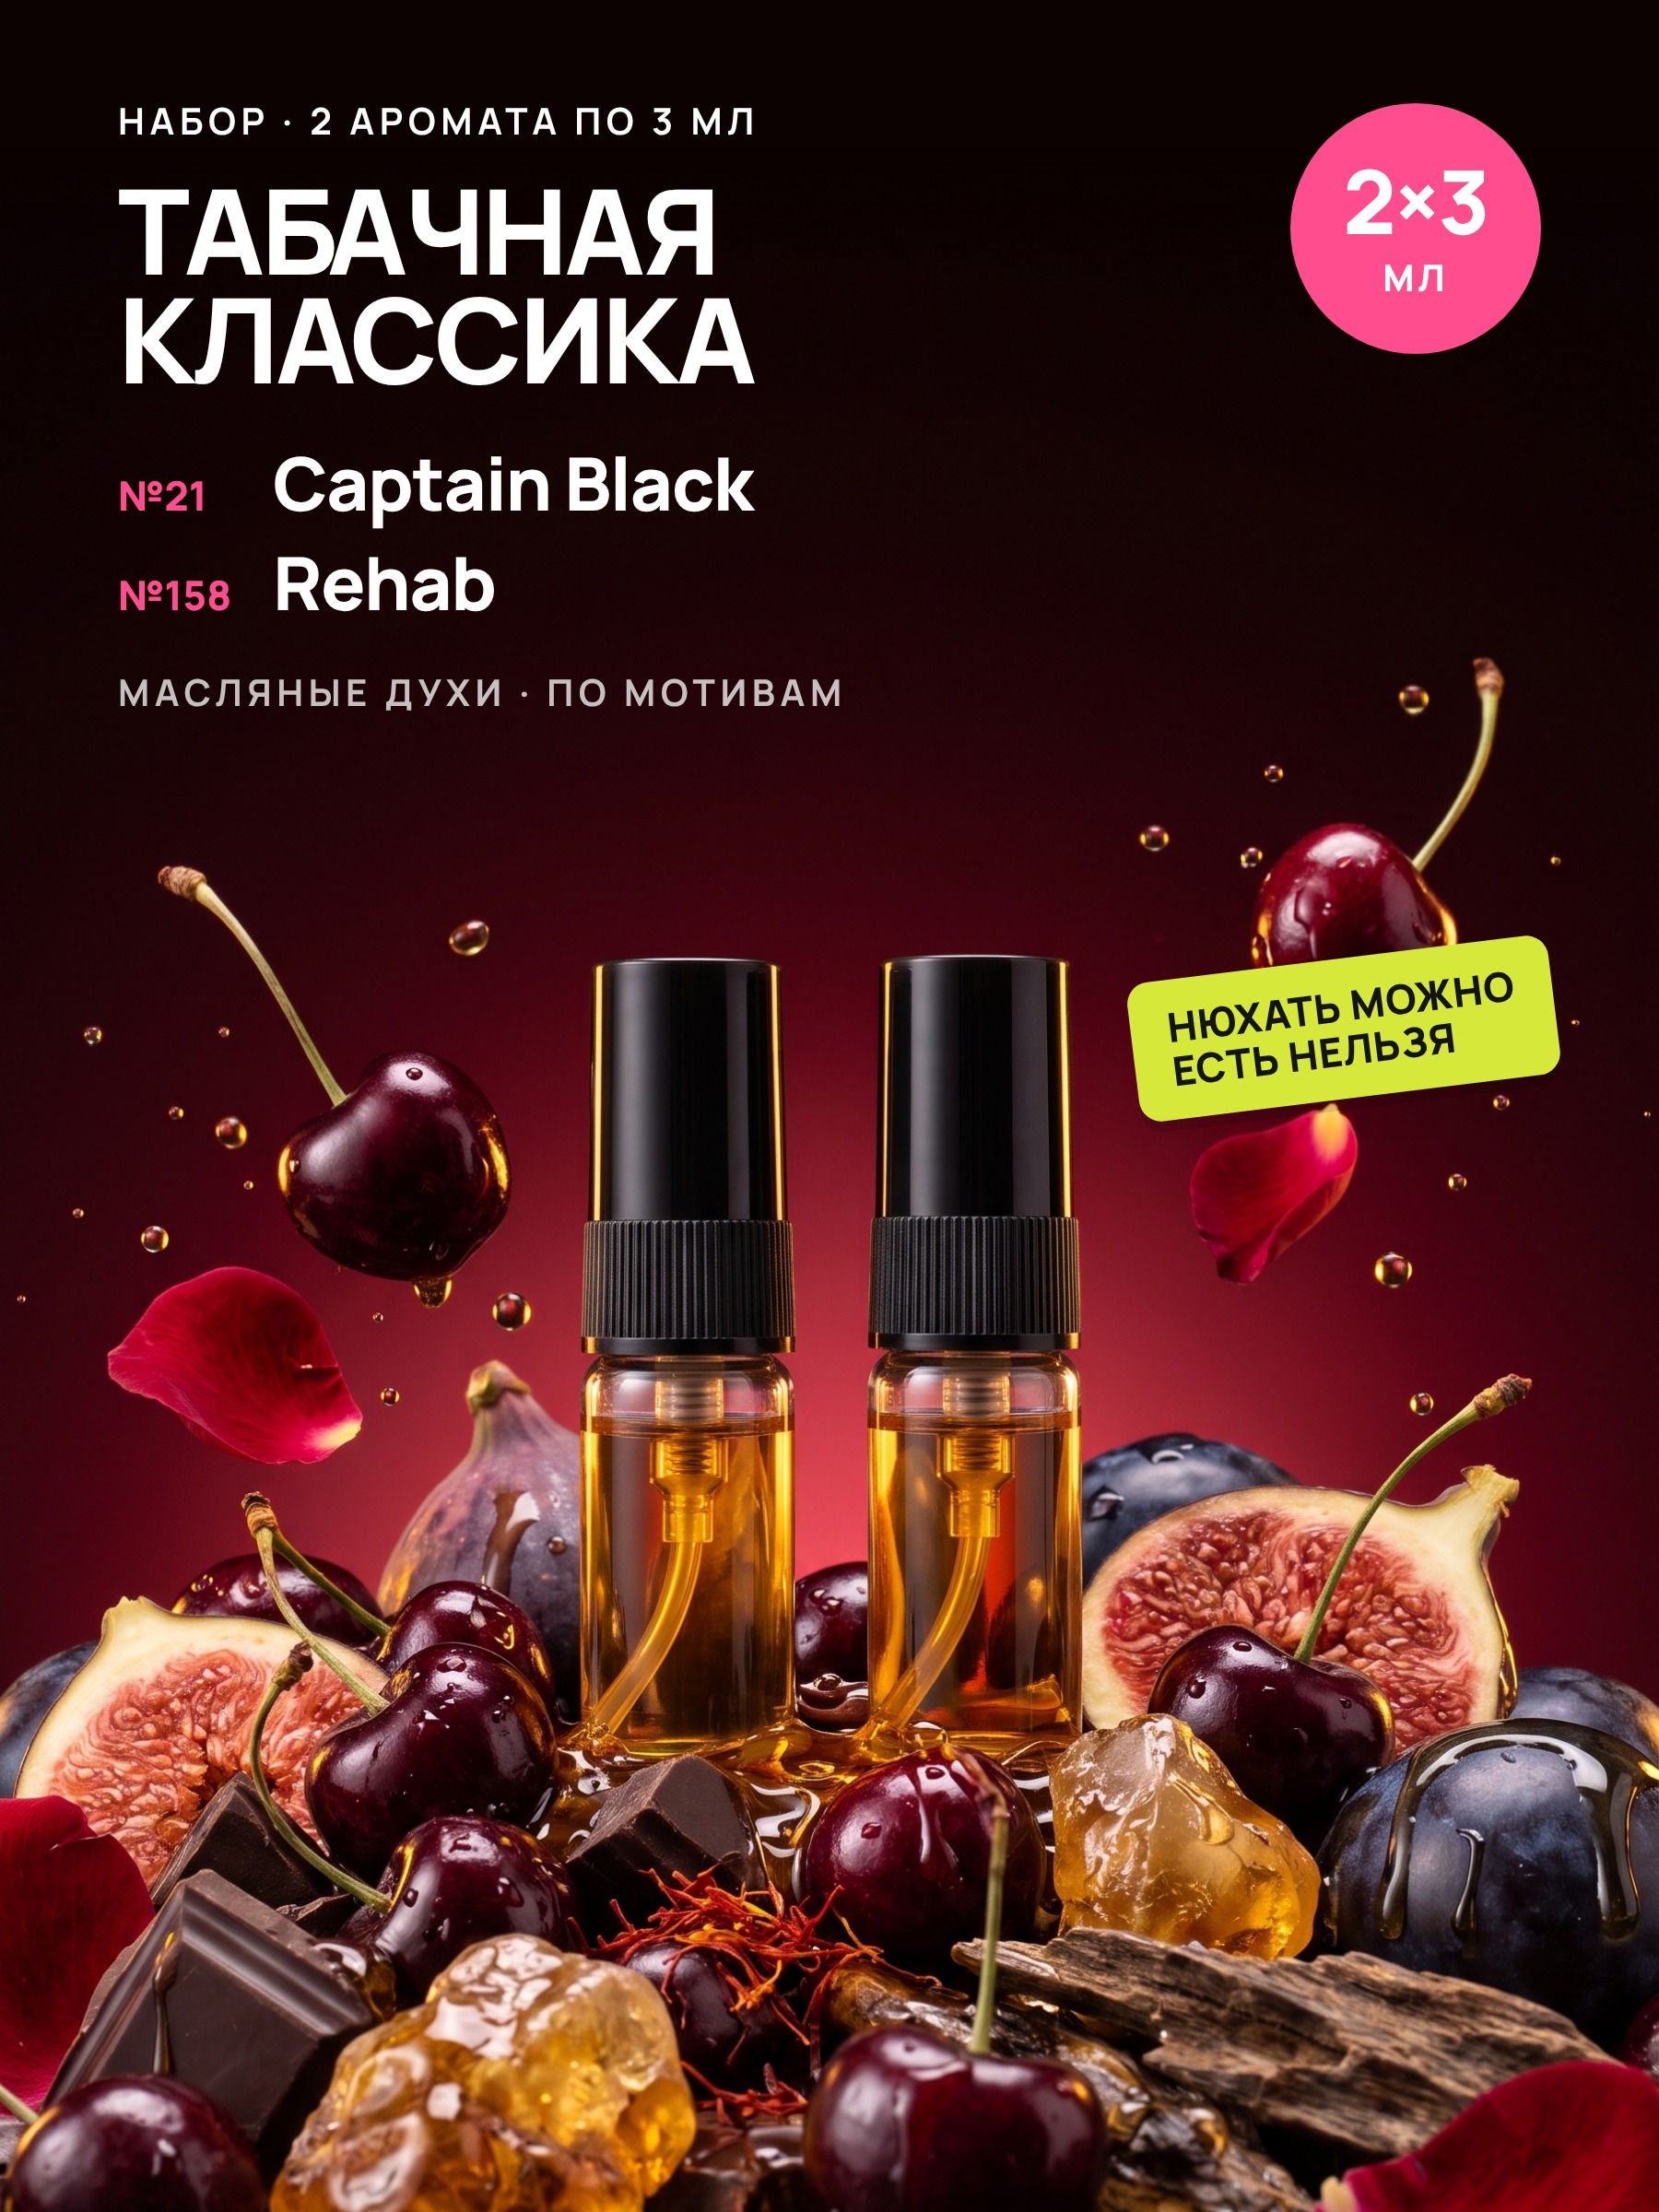 НАБОР · 2 АРОМАТА ПО 3 МЛ
ТАБАЧНАЯ
КЛАССИКА
№21 Captain Black
№158 Rehab
МАСЛЯНЫЕ ДУХИ · ПО МОТИВАМ
2×3
МЛ
НЮХАТЬ МОЖНО
ЕСТЬ НЕЛЬЗЯ